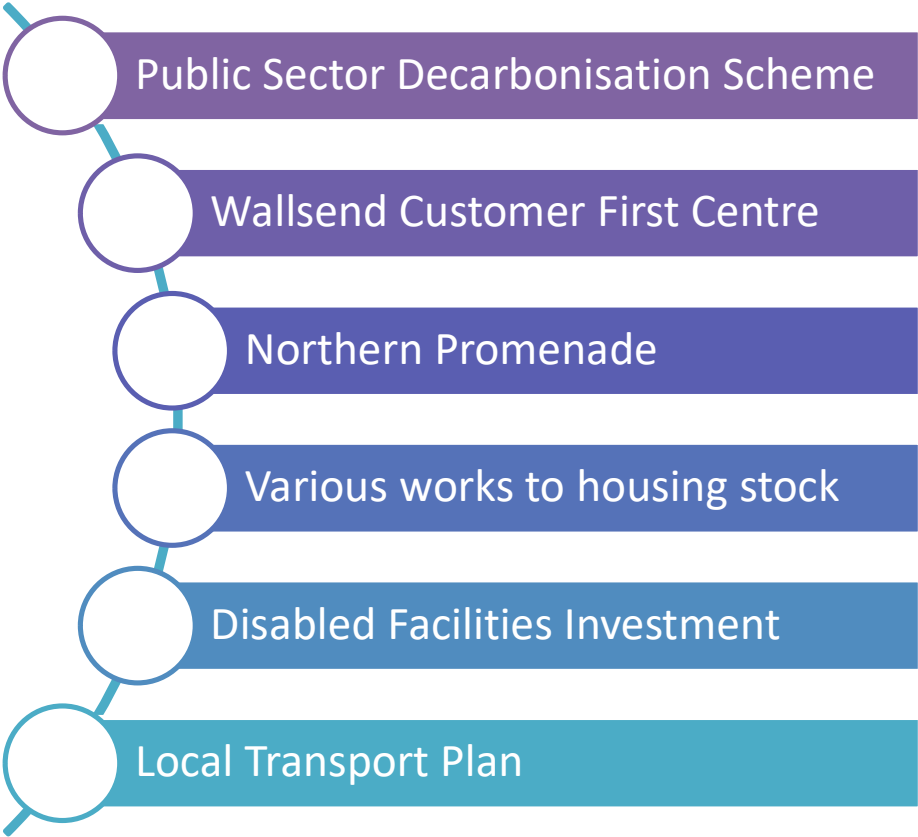 Public Sector Decarbonisation Scheme
Wallsend Customer First Centre
Northern Promenade
Various works to housing stock
Disabled Facilities Investment
Local Transport Plan